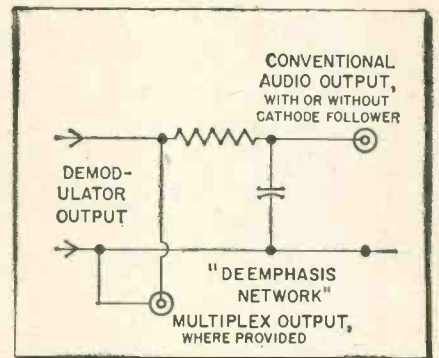 CONVENTIONAL
AUDIO OUTPUT,
WITH OR WITHOUT
CATHODE FOLLOWER
DEMOD-
ULATOR
OUTPUT
"DEEMPHASIS
NETWORK"
MULTIPLEX OUTPUT,
WHERE PROVIDED